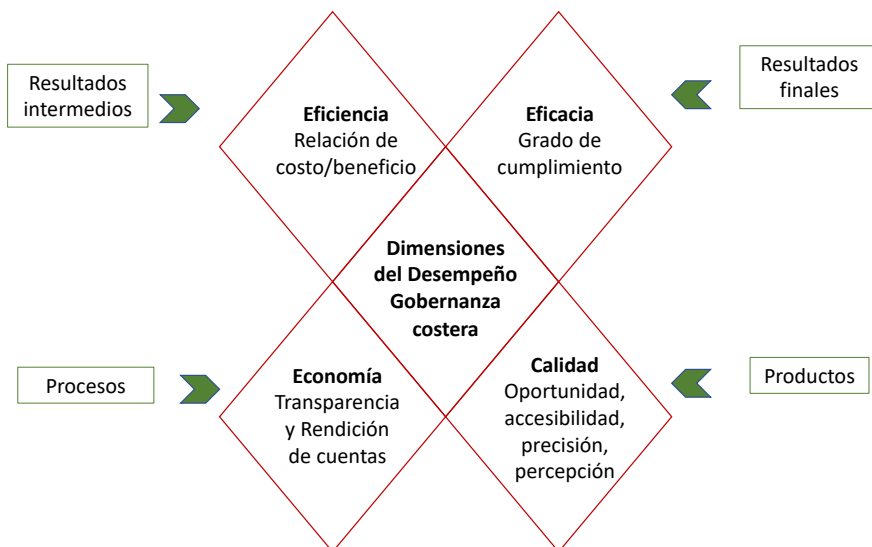 Resultados
intermedios
Eficiencia
Relación de
costo/beneficio
Eficacia
Grado de
cumplimiento
Resultados
finales
Dimensiones
del Desempeño
Gobernanza
costera
Procesos
Economía
Transparencia
y Rendición
de cuentas
Calidad
Oportunidad,
accesibilidad,
precisión,
percepción
Productos